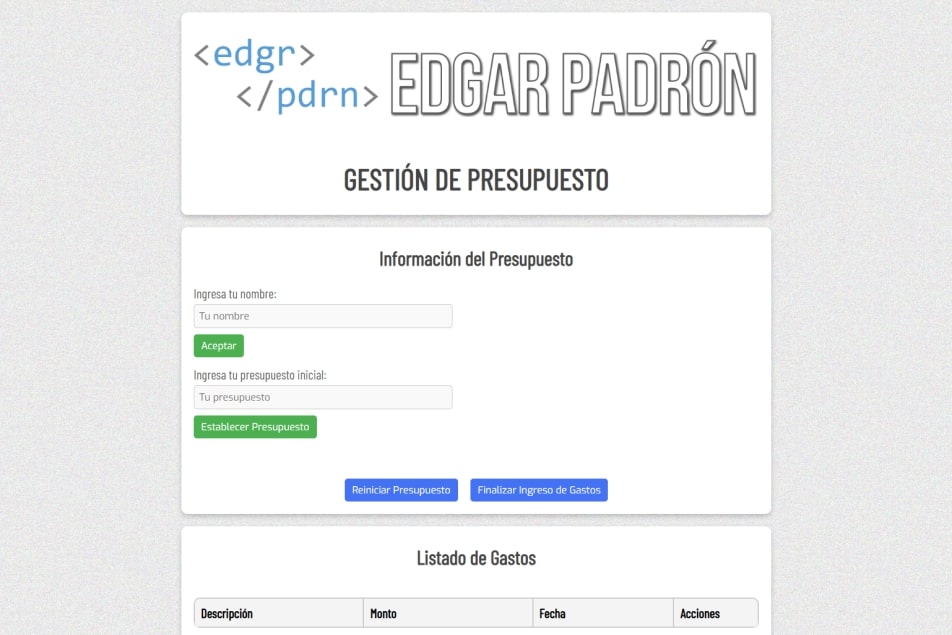 <edgr>
</pdrn>
EDGAR PADRÓN
GESTIÓN DE PRESUPUESTO
Información del Presupuesto
Ingresa tu nombre:
Tu nombre
Aceptar
Ingresa tu presupuesto inicial:
Tu presupuesto
Establecer Presupuesto
Reiniciar Presupuesto Finalizar Ingreso de Gastos
Listado de Gastos
Descripción Monto Fecha Acciones